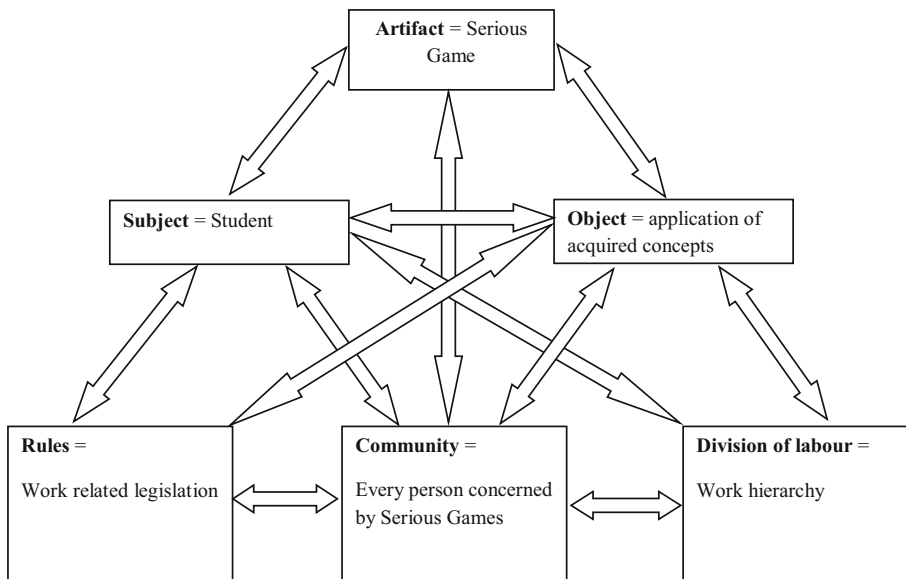 Artifact = Serious
Game
Subject = Student
Object = application of
acquired concepts
Rules =
Work related legislation
Community =
Every person concerned
by Serious Games
Division of labour =
Work hierarchy